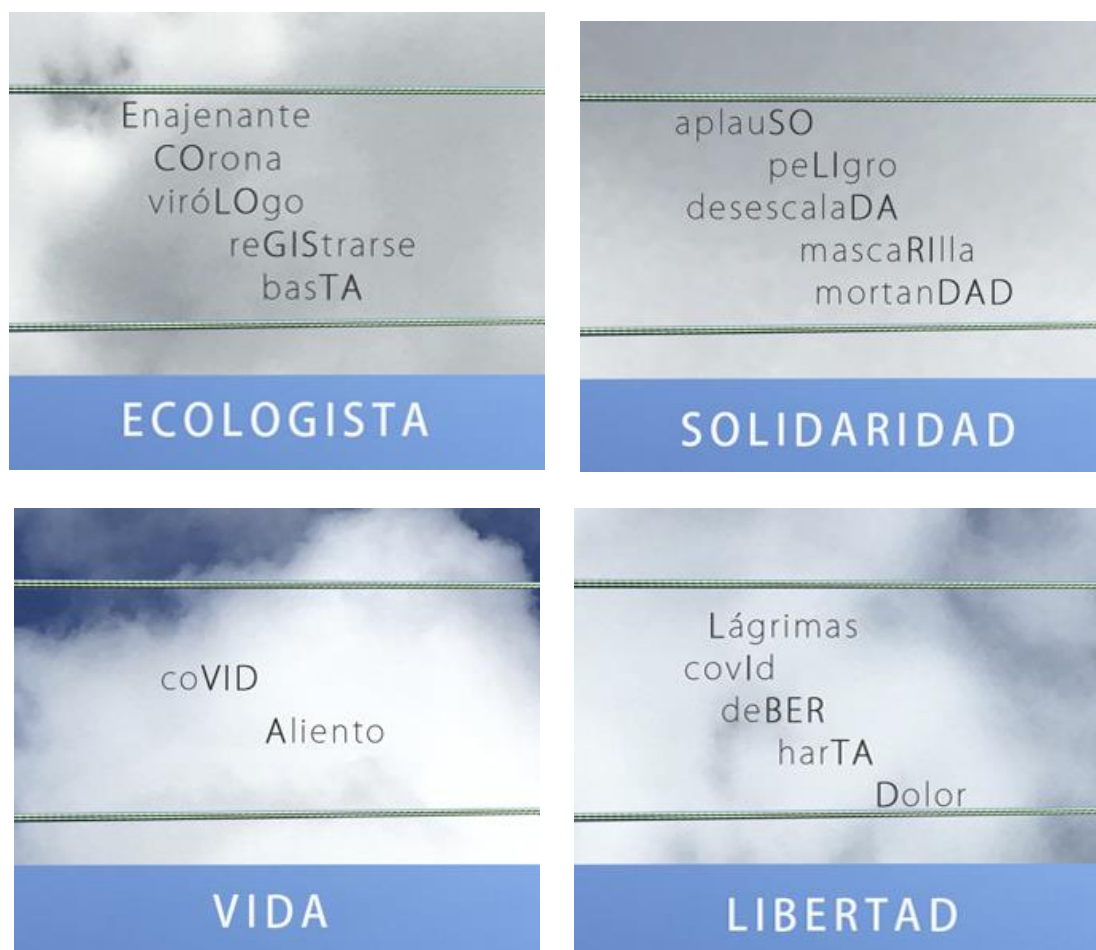 Enajenante
COrona
viróLOgo
reGIStrarse
basTA
ECOLOGISTA
aplauSO
peLIgro
desescalaDA
mascaRIlla
mortanDAD
SOLIDARIDAD
coVID
Aliento
VIDA
Lágrimas
covId
deBER
harTA
Dolor
LIBERTAD